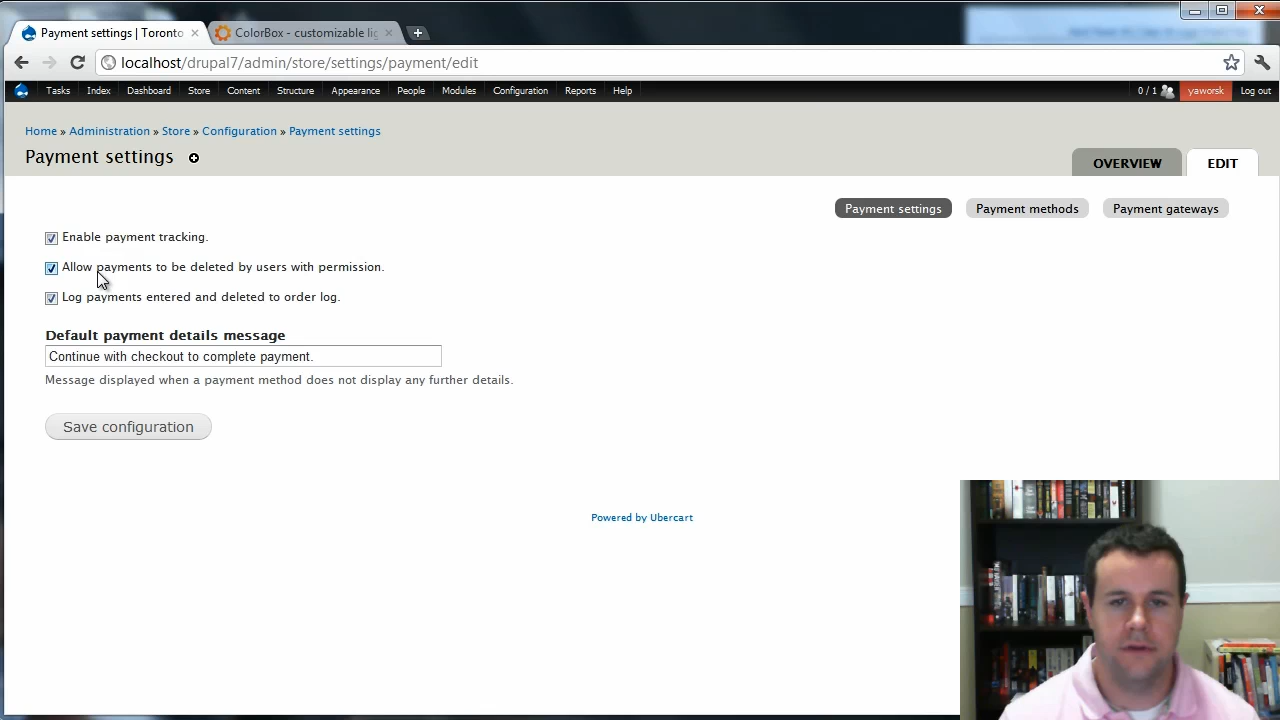 Payment settings | Toronto
ColorBox - customizable lig
localhost/drupal7/admin/store/settings/payment/edit
Tasks Index Dashboard Store Content Structure Appearance People Modules Configuration Reports Help 0 / 1 yaworsk Log out
Home » Administration » Store » Configuration » Payment settings
Payment settings
OVERVIEW EDIT
Payment settings Payment methods Payment gateways
Enable payment tracking.
Allow payments to be deleted by users with permission.
Log payments entered and deleted to order log.
Default payment details message
Continue with checkout to complete payment.
Message displayed when a payment method does not display any further details.
Save configuration
Powered by Ubercart